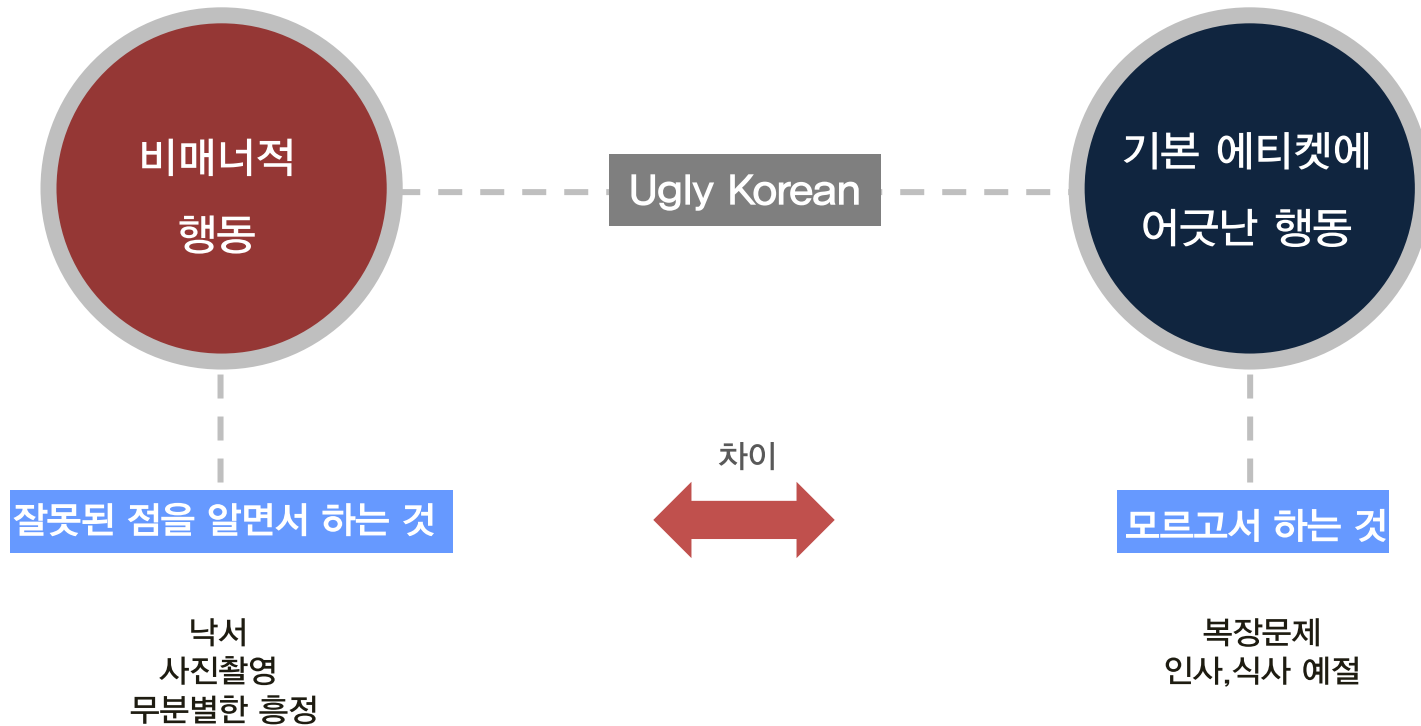 비매너적
행동
Ugly Korean
기본 에티켓에
어긋난 행동
차이
잘못된 점을 알면서 하는 것
모르고서 하는 것
낙서
사진촬영
무분별한 흥정
복장문제
인사,식사 예절